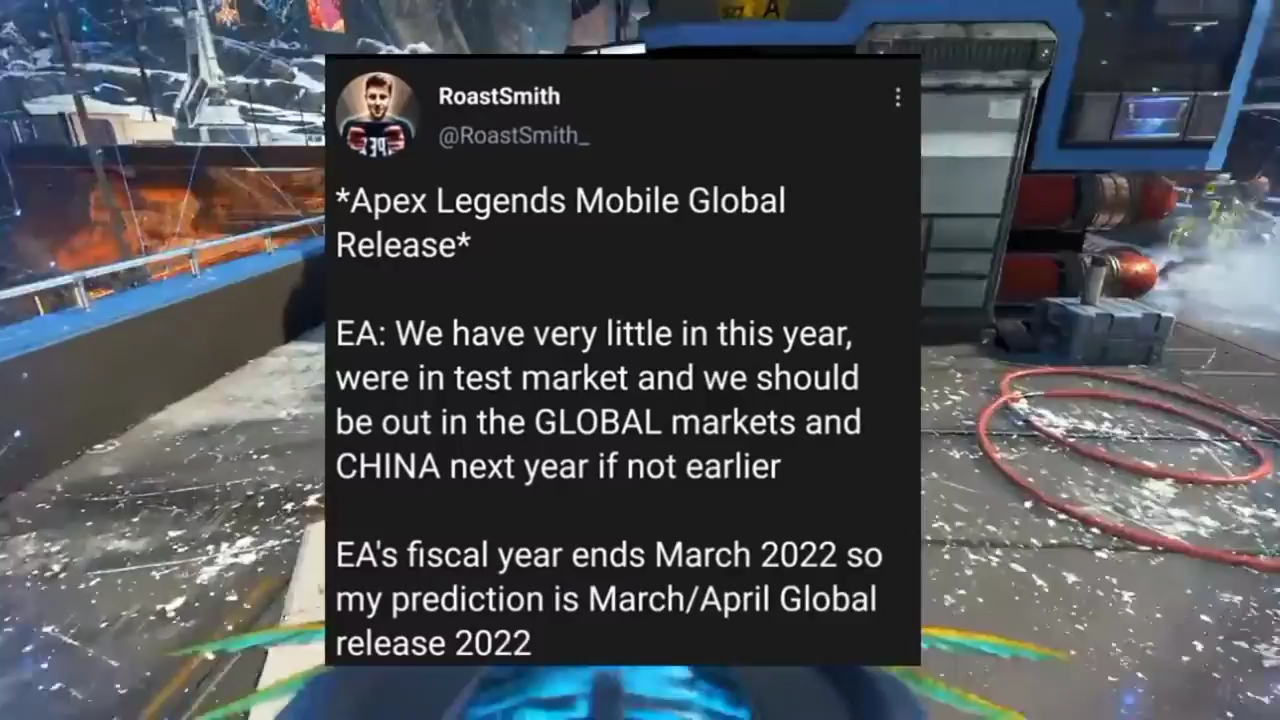 RoastSmith
@RoastSmith_
*Apex Legends Mobile Global
Release*
EA: We have very little in this year,
were in test market and we should
be out in the GLOBAL markets and
CHINA next year if not earlier
EA's fiscal year ends March 2022 so
my prediction is March/April Global
release 2022